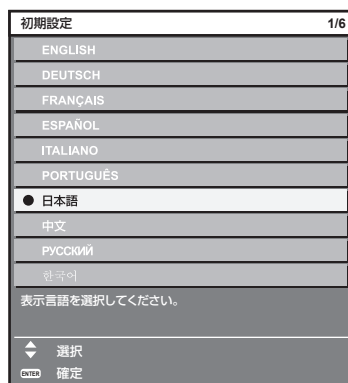 初期設定 1/6
ENGLISH
DEUTSCH
FRANÇAIS
ESPAÑOL
ITALIANO
PORTUGUÊS
日本語
中文
РУССКИЙ
한국어
表示言語を選択してください。
選択
ENTER 確定